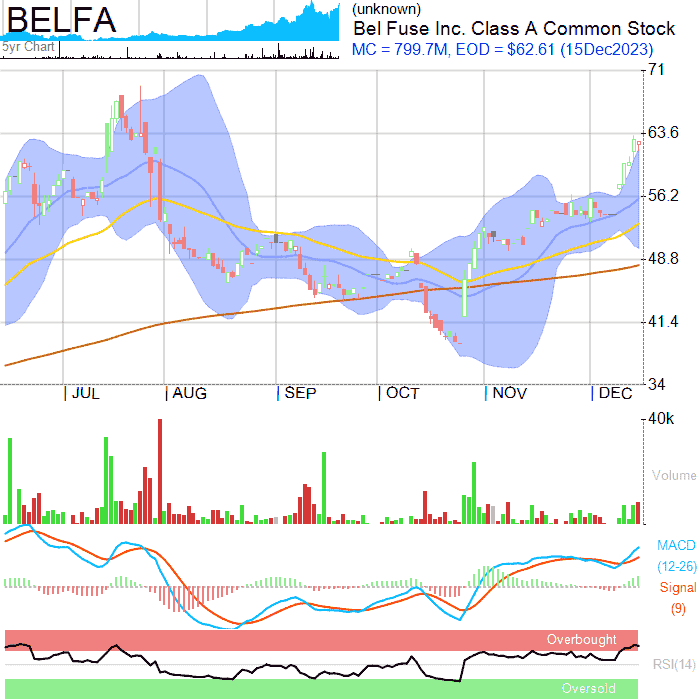 BELFA
5yr Chart
(unknown)
Bel Fuse Inc. Class A Common Stock
MC = 799.7M, EOD = $62.61 (15Dec2023)
71
63.6
56.2
48.8
41.4
34
JUL AUG SEP OCT NOV DEC
40k
Volume
MACD
(12-26)
Signal
(9)
Overbought
RSI(14)
Oversold